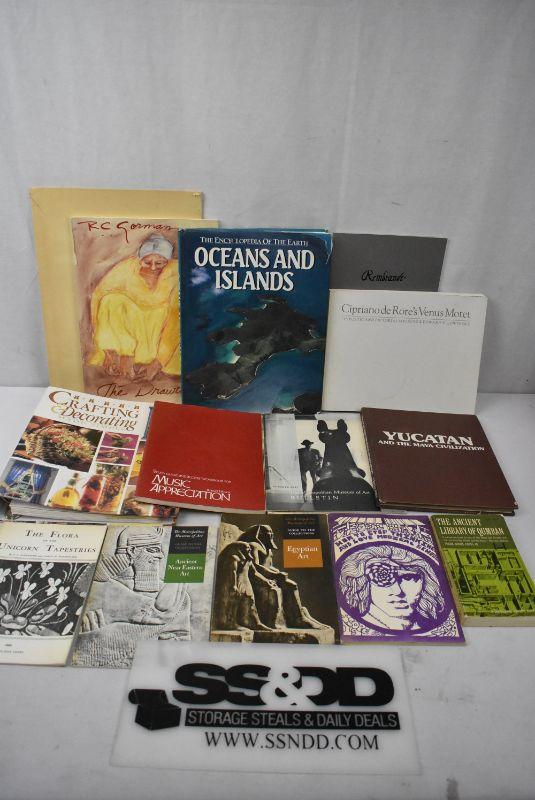 R.C. Gorman
The Drawi
THE ENCYCLOPEDIA OF THE EARTH
OCEANS AND
ISLANDS
Rembrandt
Cipriano de Rore's Venus Motet
CRAFTING
& Decorating
MUSIC
APPRECIATION
Metropolitan Museum of Art
BULLETIN
YUCATAN
AND THE MAYA CIVILIZATION
THE FLORA
OF THE
UNICORN TAPESTRIES
The Metropolitan
Museum of Art
Ancient
Near Eastern
Art
GUIDE TO THE
COLLECTIONS
Egyptian
Art
THE ANCIENT
LIBRARY OF QUMRAN
SS&DD
STORAGE STEALS & DAILY DEALS
WWW.SSNDD.COM